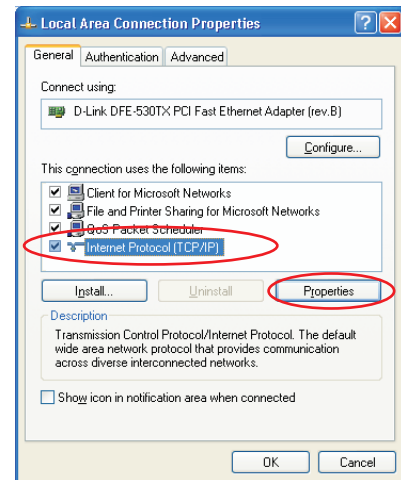 Local Area Connection Properties
General Authentication Advanced
Connect using:
D-Link DFE-530TX PCI Fast Ethernet Adapter (rev.B)
Configure...
This connection uses the following items:
Client for Microsoft Networks
File and Printer Sharing for Microsoft Networks
QoS Packet Scheduler
Internet Protocol (TCP/IP)
Install... Uninstall Properties
Description
Transmission Control Protocol/Internet Protocol. The default
wide area network protocol that provides communication
across diverse interconnected networks.
Show icon in notification area when connected
OK Cancel